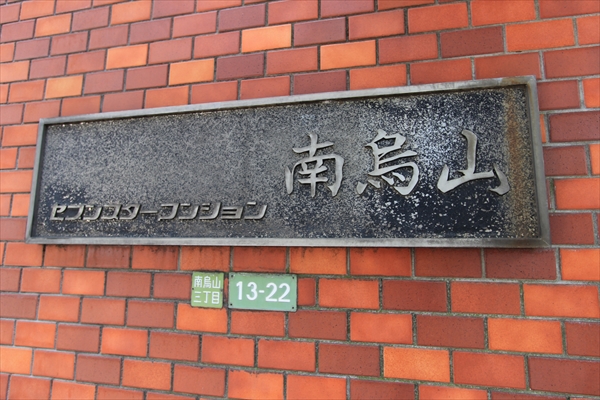 セブンスターマンション
南烏山
南烏山
三丁目
13-22